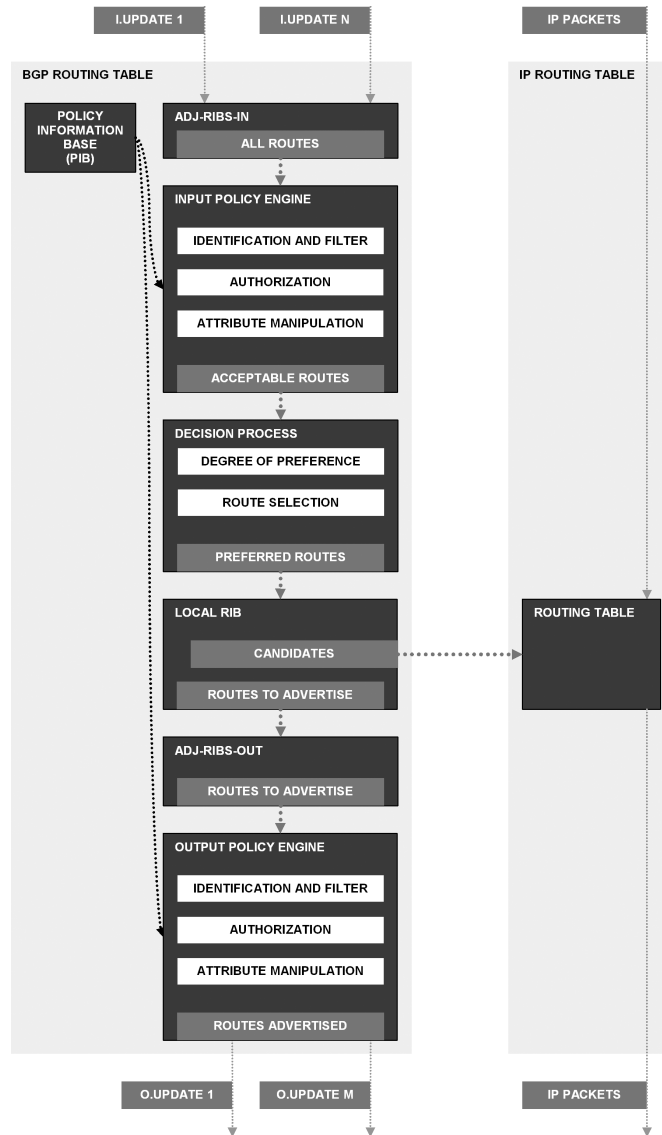 I.UPDATE 1
I.UPDATE N
IP PACKETS
BGP ROUTING TABLE
IP ROUTING TABLE
POLICY
INFORMATION
BASE
(PIB)
ADJ-RIBS-IN
ALL ROUTES
INPUT POLICY ENGINE
IDENTIFICATION AND FILTER
AUTHORIZATION
ATTRIBUTE MANIPULATION
ACCEPTABLE ROUTES
DECISION PROCESS
DEGREE OF PREFERENCE
ROUTE SELECTION
PREFERRED ROUTES
LOCAL RIB
CANDIDATES
ROUTES TO ADVERTISE
ROUTING TABLE
ADJ-RIBS-OUT
ROUTES TO ADVERTISE
OUTPUT POLICY ENGINE
IDENTIFICATION AND FILTER
AUTHORIZATION
ATTRIBUTE MANIPULATION
ROUTES ADVERTISED
O.UPDATE 1
O.UPDATE M
IP PACKETS